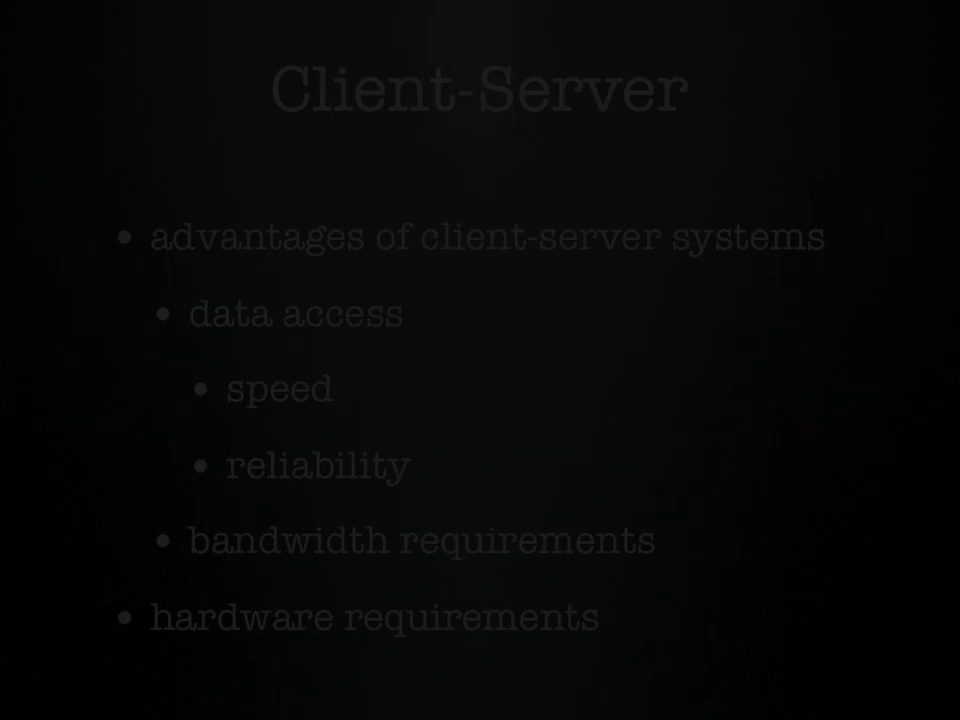 Client-Server
• advantages of client-server systems
• data access
• speed
• reliability
• bandwidth requirements
• hardware requirements